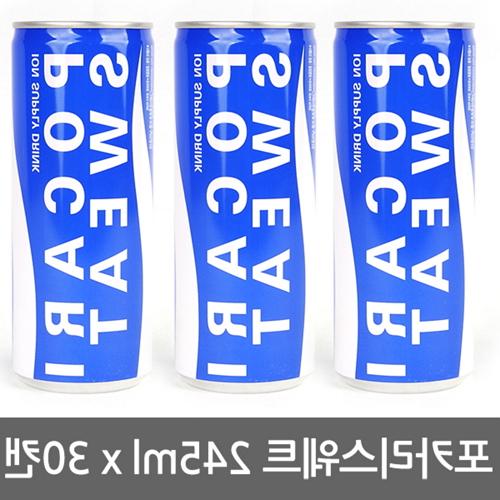 POCARI
SWEAT
ION SUPPLY DRINK
POCARI
SWEAT
ION SUPPLY DRINK
POCARI
SWEAT
ION SUPPLY DRINK
포카리스웨트 245ml x 30캔